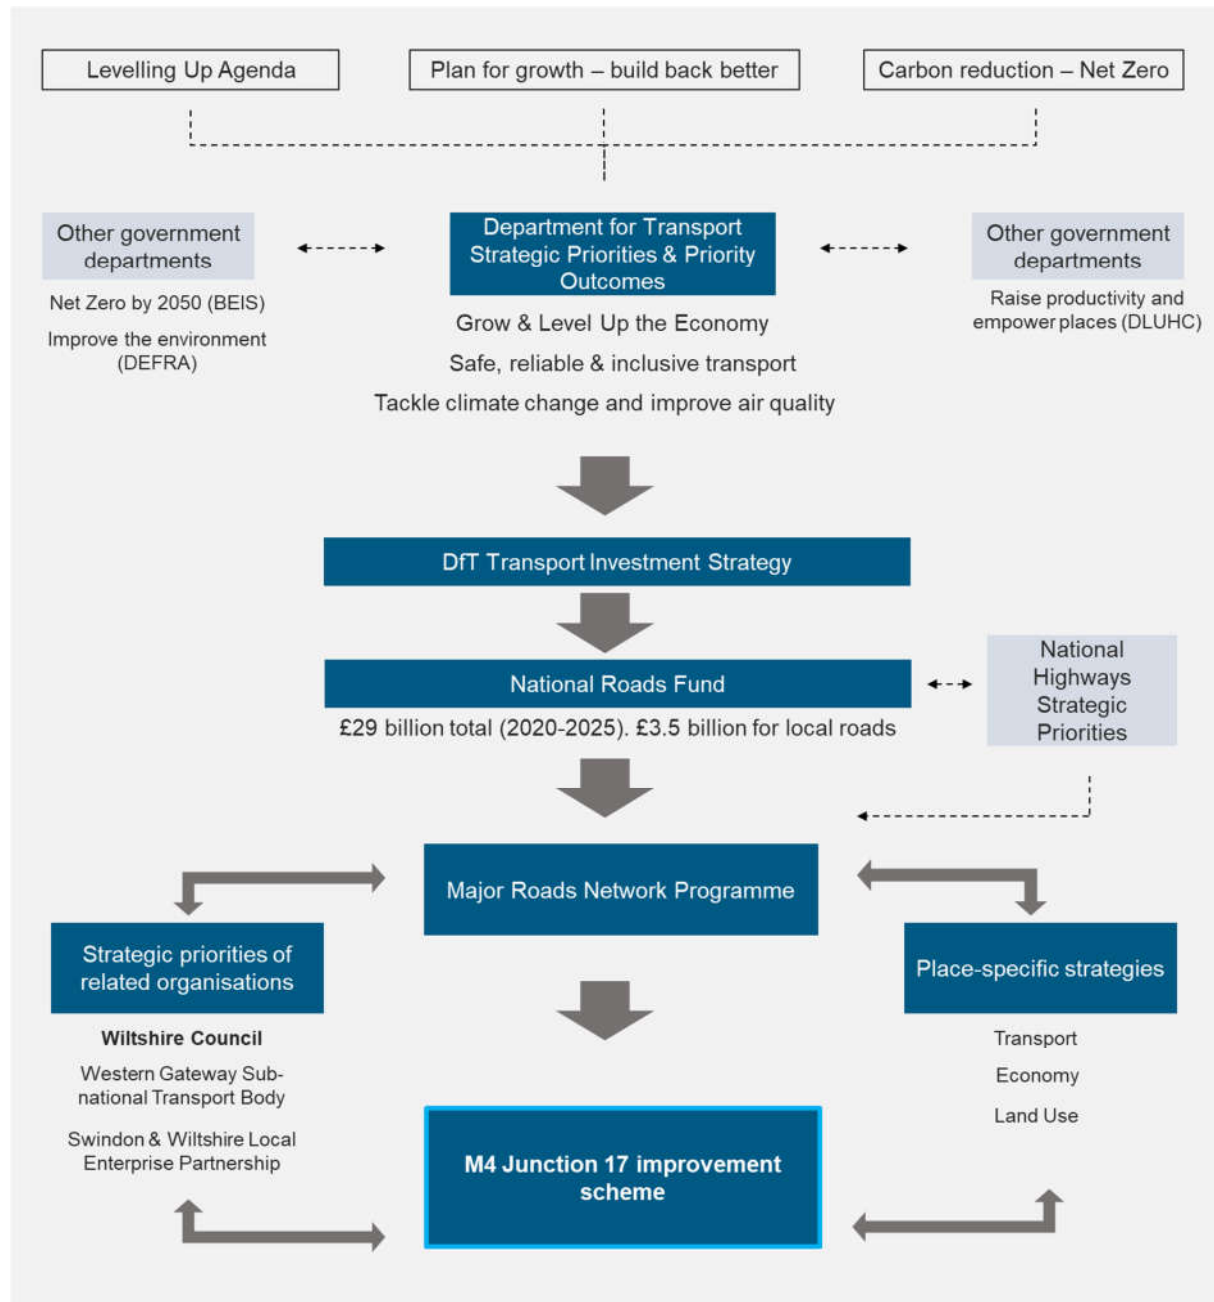 Levelling Up Agenda
Plan for growth – build back better
Carbon reduction – Net Zero
Other government
departments
Net Zero by 2050 (BEIS)
Improve the environment
(DEFRA)
Department for Transport
Strategic Priorities & Priority
Outcomes
Grow & Level Up the Economy
Safe, reliable & inclusive transport
Tackle climate change and improve air quality
Other government
departments
Raise productivity and
empower places (DLUHC)
DfT Transport Investment Strategy
National Roads Fund
£29 billion total (2020-2025). £3.5 billion for local roads
National
Highways
Strategic
Priorities
Major Roads Network Programme
Strategic priorities of
related organisations
Wiltshire Council
Western Gateway Sub-
national Transport Body
Swindon & Wiltshire Local
Enterprise Partnership
Place-specific strategies
Transport
Economy
Land Use
M4 Junction 17 improvement
scheme